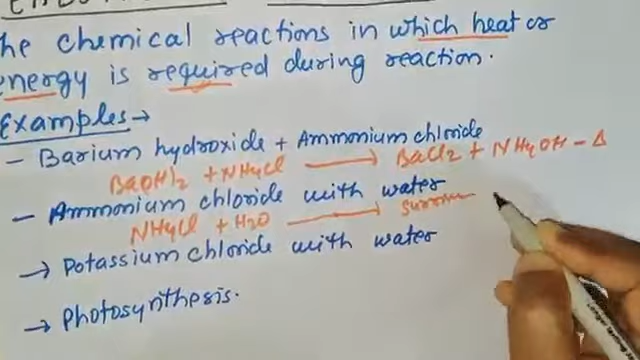 he chemical reactions in which heat or
energy is required during reaction.
Examples →
- Barium hydroxide + Ammonium chloride
Ba(OH)2 + NH4Cl → BaCl2 + NH4OH - Δ
- Ammonium chloride with water
NH4Cl + H2O →
→ Potassium chloride with water
→ Photosynthesis.